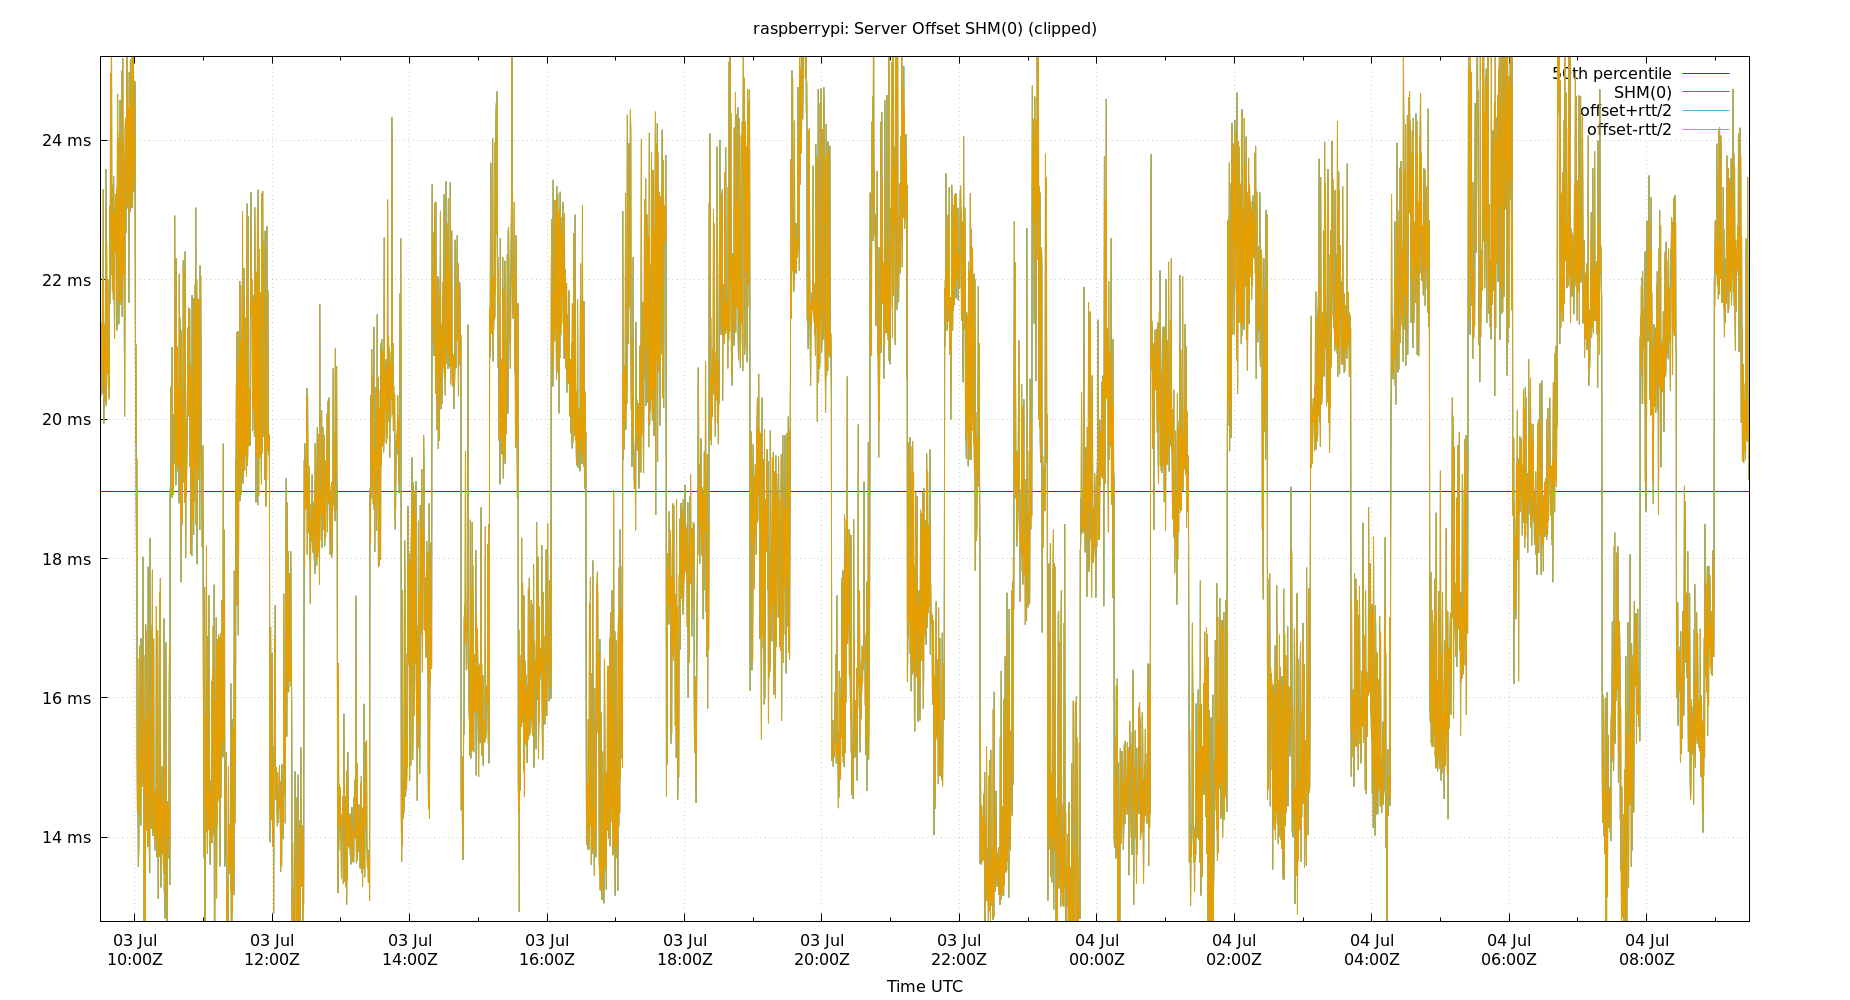 raspberrypi: Server Offset SHM(0) (clipped)
50th percentile
SHM(0)
offset+rtt/2
offset-rtt/2
24 ms
22 ms
20 ms
18 ms
16 ms
14 ms
03 Jul 03 Jul 03 Jul 03 Jul 03 Jul 03 Jul 03 Jul 04 Jul 04 Jul 04 Jul 04 Jul 04 Jul
10:00Z 12:00Z 14:00Z 16:00Z 18:00Z 20:00Z 22:00Z 00:00Z 02:00Z 04:00Z 06:00Z 08:00Z
Time UTC